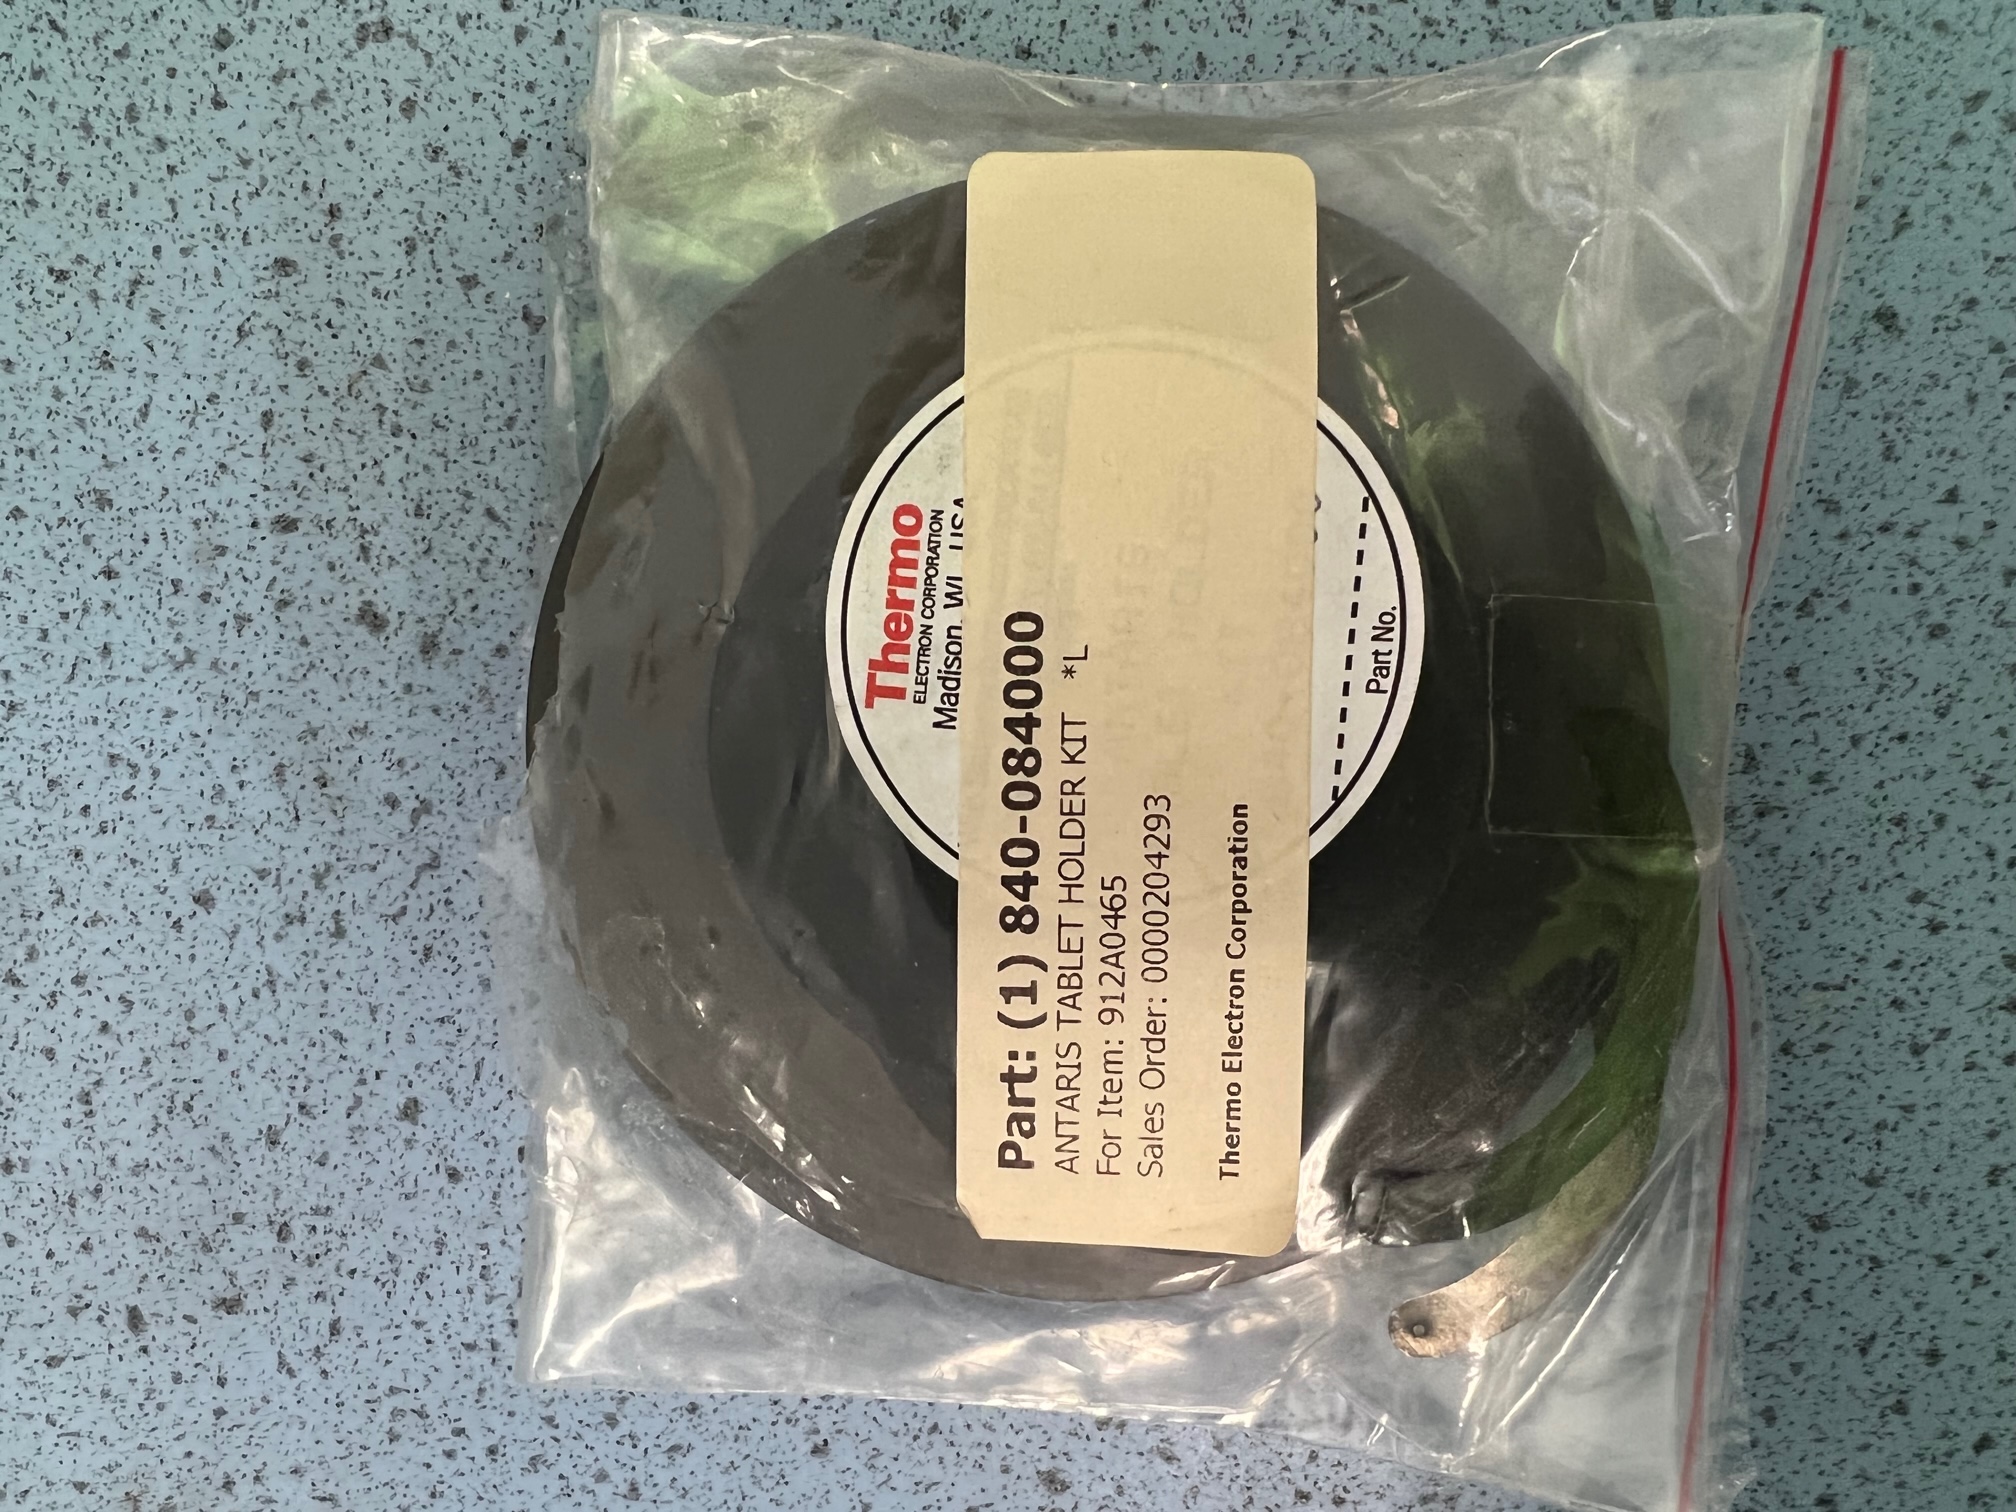 Thermo
ELECTRON CORPORATION
Madison, WI USA
Part: (1) 840-084000
ANTARIS TABLET HOLDER KIT *L
For Item: 912A0465
Sales Order: 0000204293
Thermo Electron Corporation
Part No.